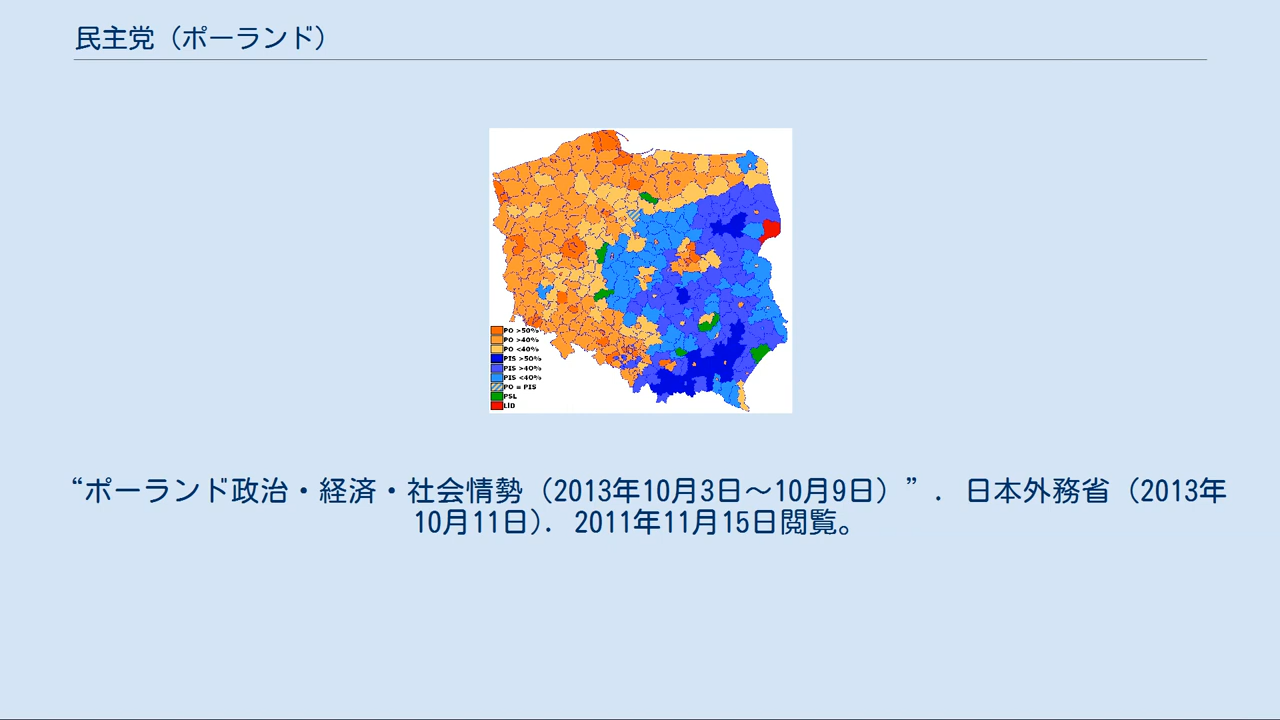 民主党（ポーランド）
PO >50%
PO >40%
PO <40%
PIS >50%
PIS >40%
PIS <40%
PO = PIS
PSL
LiD
“ポーランド政治・経済・社会情勢（2013年10月3日～10月9日）”. 日本外務省（2013年
10月11日). 2011年11月15日閲覧。